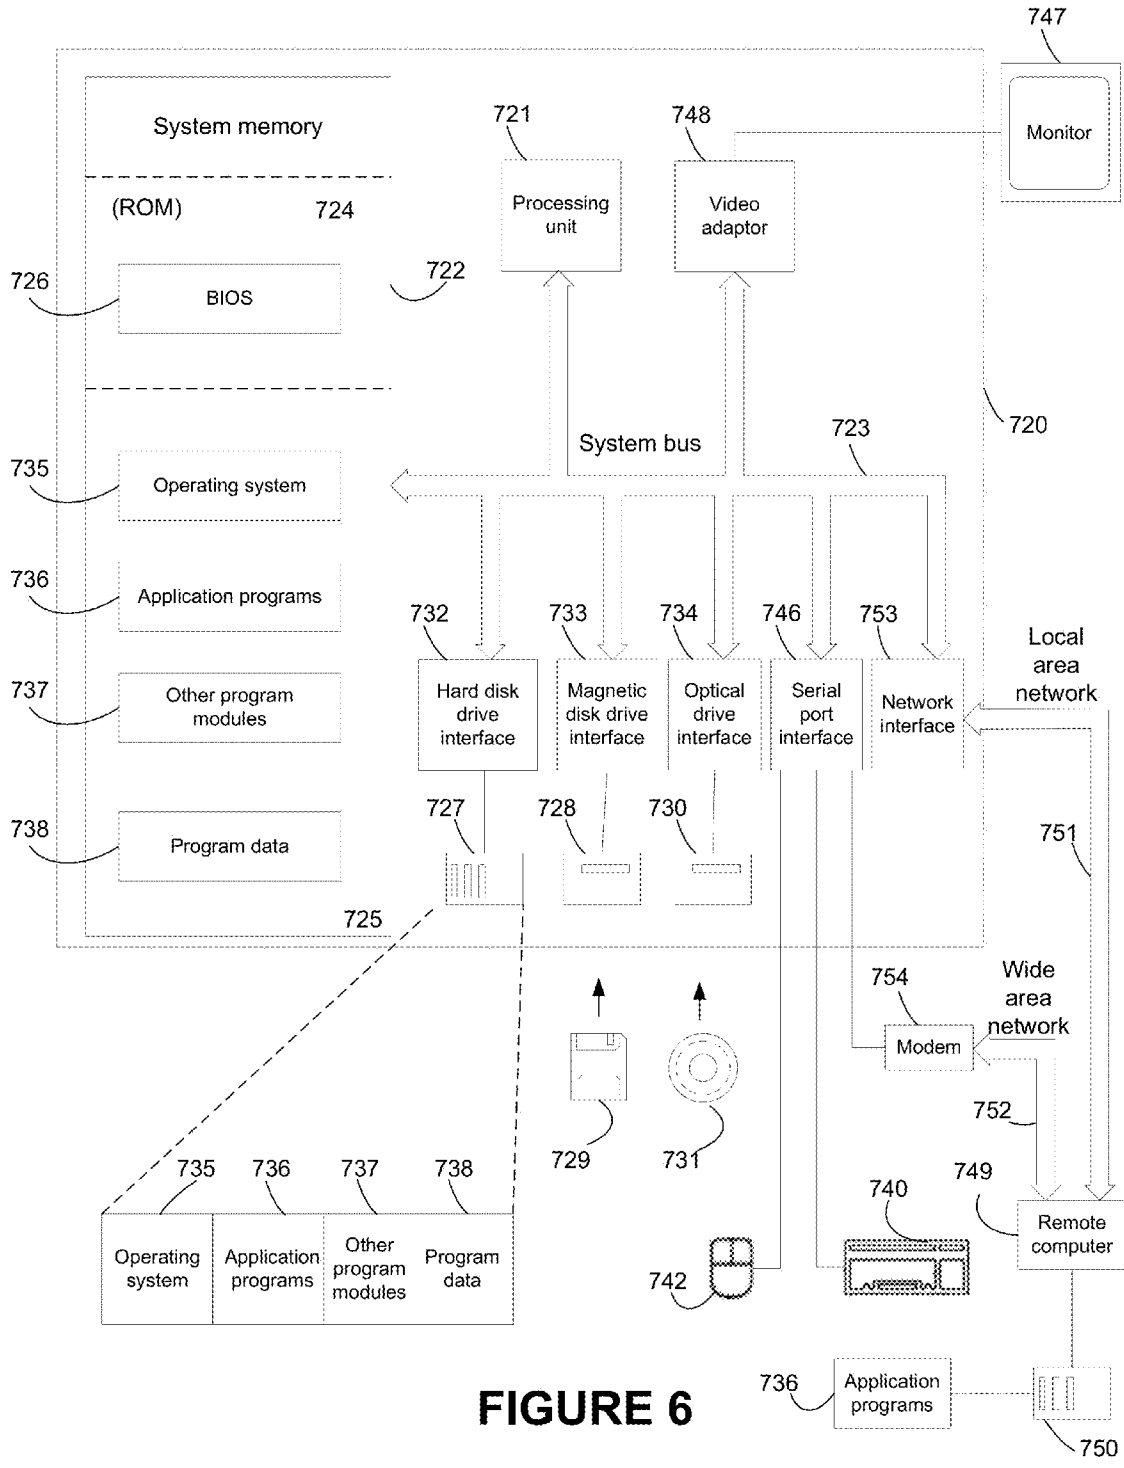 747
Monitor
System memory
721
748
Processing
unit
Video
adaptor
(ROM)
724
726
BIOS
722
720
System bus
723
735
Operating system
736
Application programs
732
733
734
746
753
Local
area
network
737
Other program
modules
Hard disk
drive
interface
Magnetic
disk drive
interface
Optical
drive
interface
Serial
port
interface
Network
interface
738
Program data
727
728
730
751
725
754
Wide
area
network
Modem
752
729
731
735
736
737
738
740
749
Operating
system
Application
programs
Other
program
modules
Program
data
742
Remote
computer
736
Application
programs
750
FIGURE 6